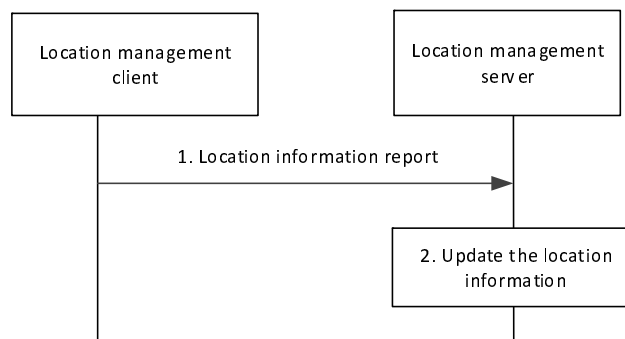 Location management
client
Location management
server
1. Location information report
2. Update the location
information